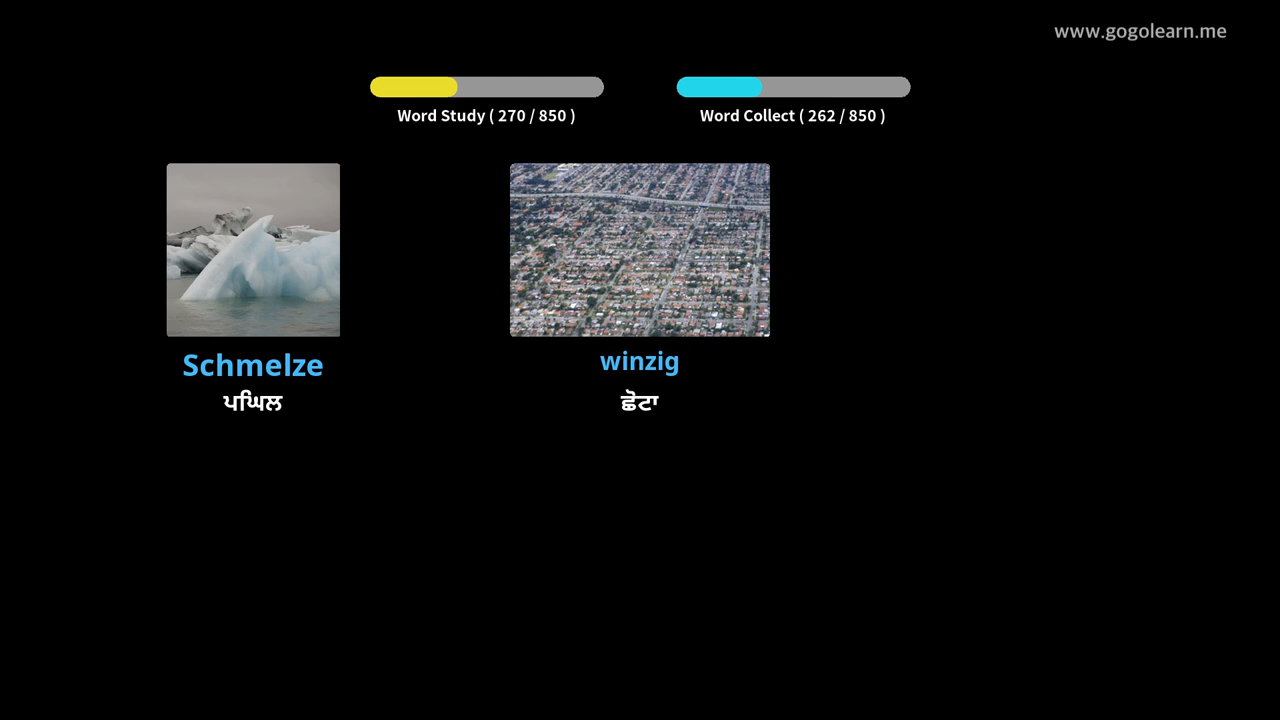 www.gogolearn.me
Word Study ( 270 / 850 )
Word Collect ( 262 / 850 )
Schmelze
ਪਘਿਲ
winzig
ਛੋਟਾ